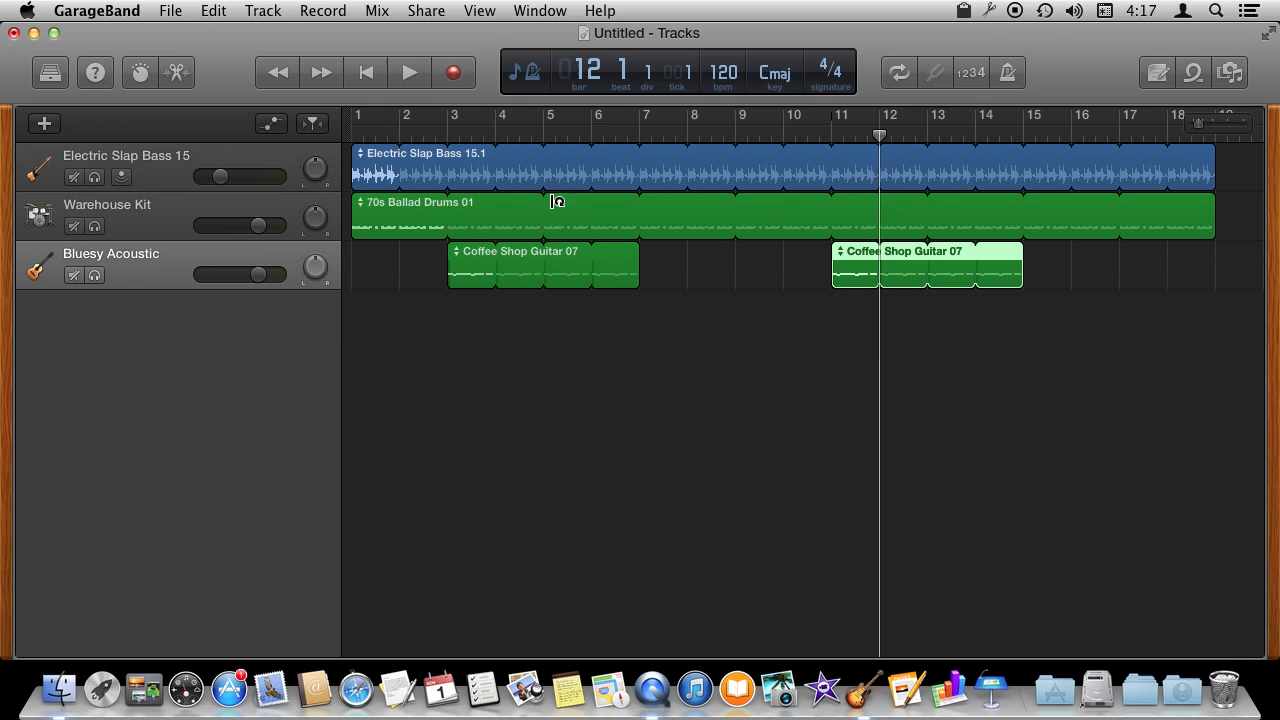 GarageBand File Edit Track Record Mix Share View Window Help 4:17
Untitled - Tracks
12 1 1 001 120 Cmaj 4/4
bar beat div tick bpm key signature
1234
1 2 3 4 5 6 7 8 9 10 11 12 13 14 15 16 17 18
Electric Slap Bass 15
L R
Electric Slap Bass 15.1
Warehouse Kit
L R
70s Ballad Drums 01
Bluesy Acoustic
L R
Coffee Shop Guitar 07
Coffee Shop Guitar 07
1
1